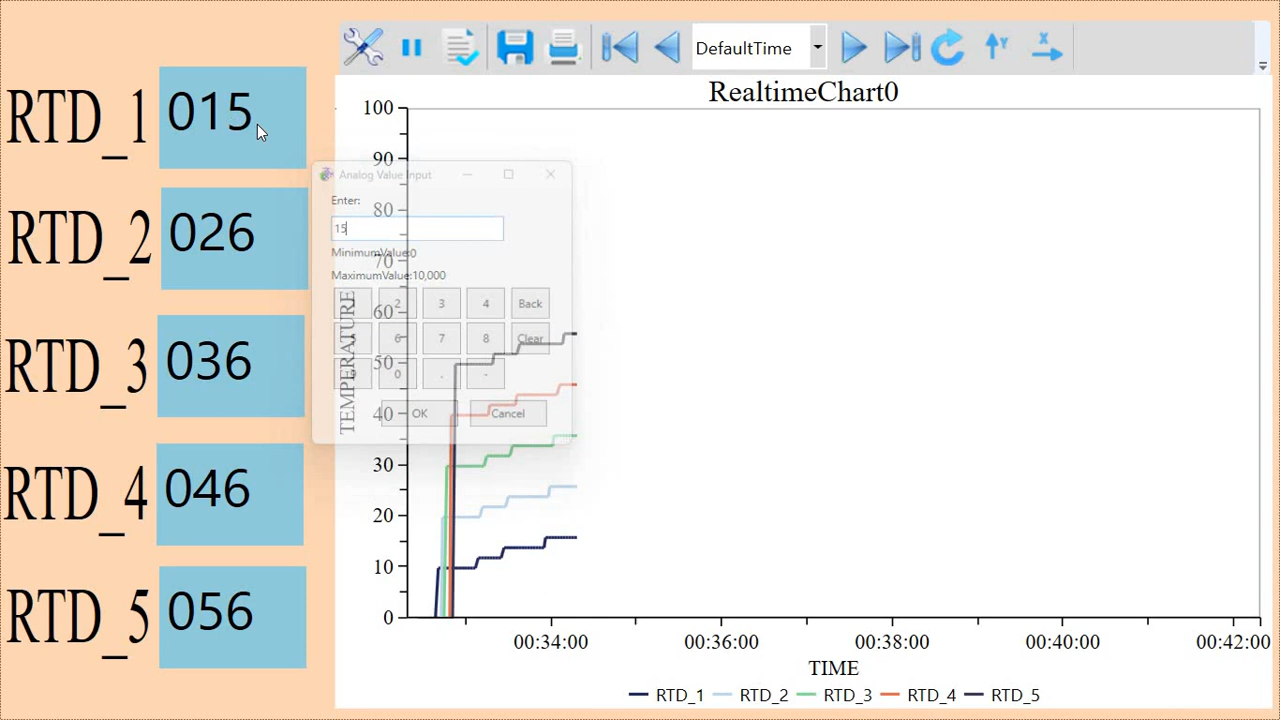 RTD_1 015
RTD_2 026
RTD_3 036
RTD_4 046
RTD_5 056
DefaultTime
Y
X
RealtimeChart0
100
90
80
70
60
50
40
30
20
10
0
TEMPERATURE
Analog Value Input
Enter:
15
MinimumValue:0
MaximumValue:10,000
2 3 4 Back
6 7 8 Clear
0 . -
OK Cancel
00:34:00 00:36:00 00:38:00 00:40:00 00:42:00
TIME
RTD_1 RTD_2 RTD_3 RTD_4 RTD_5